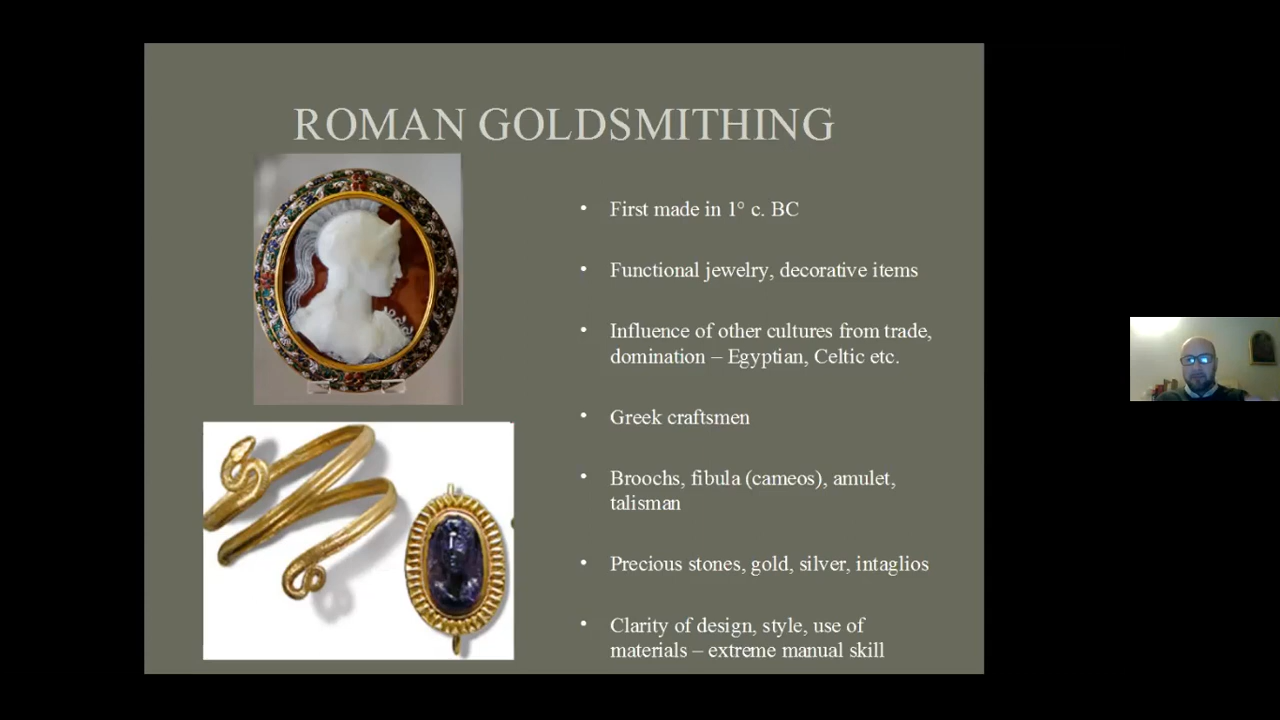 ROMAN GOLDSMITHING
• First made in 1° c. BC
• Functional jewelry, decorative items
• Influence of other cultures from trade,
domination – Egyptian, Celtic etc.
• Greek craftsmen
• Broochs, fibula (cameos), amulet,
talisman
• Precious stones, gold, silver, intaglios
• Clarity of design, style, use of
materials – extreme manual skill